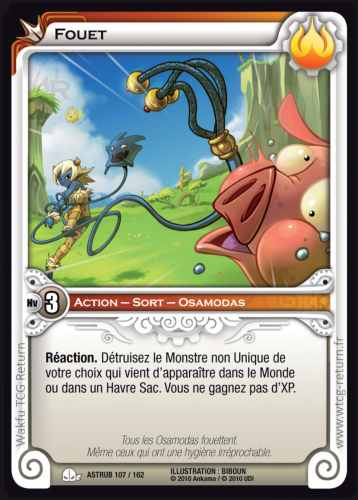 Fouet
Nv 3 Action – Sort – Osamodas
Réaction. Détruisez le Monstre non Unique de
votre choix qui vient d'apparaître dans le Monde
ou dans un Havre Sac. Vous ne gagnez pas d'XP.
Tous les Osamodas fouettent.
Même ceux qui ont une hygiène irréprochable.
ASTRUB 107 / 162
ILLUSTRATION : BIBOUN
© 2010 Ankama / © 2010 UDI
Wakfu TCG Return
www.wtcg-return.fr